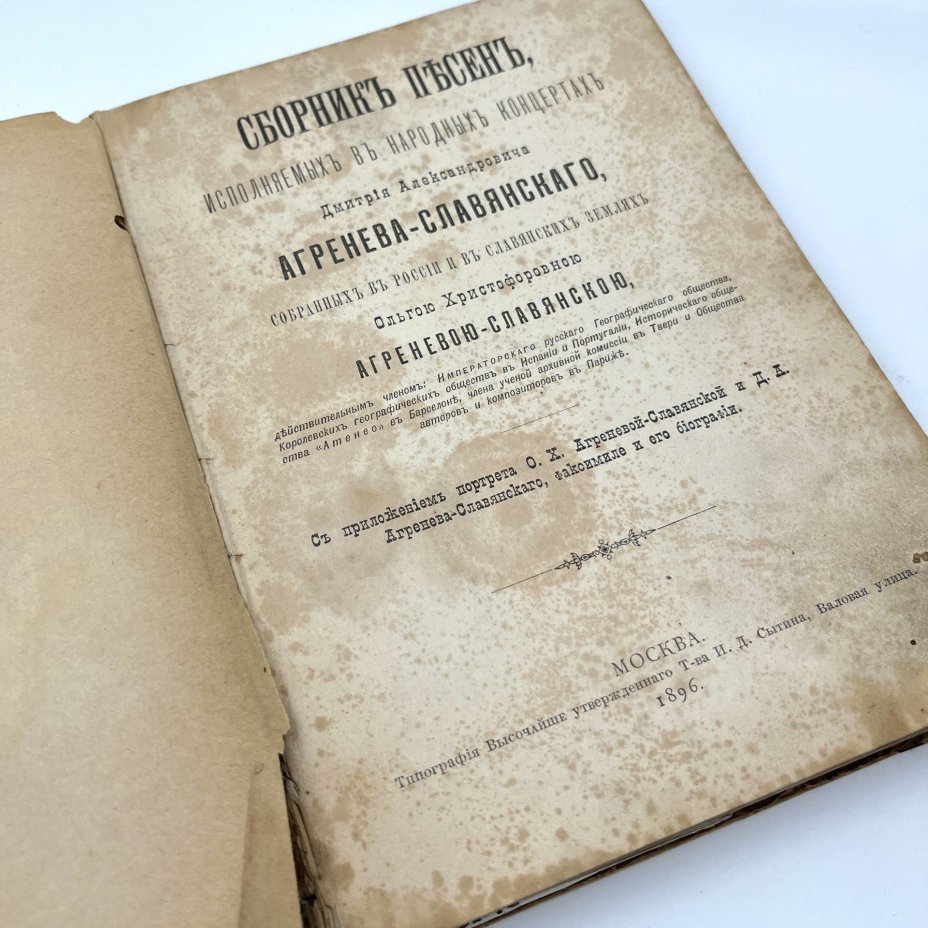 СБОРНИКЪ ПѢСЕНЪ,
ИСПОЛНЯЕМЫХЪ ВЪ НАРОДНЫХЪ КОНЦЕРТАХЪ
Дмитрія Александровича
АГРЕНЕВА-СЛАВЯНСКАГО,
СОБРАННЫХЪ ВЪ РОССІИ И ВЪ СЛАВЯНСКИХЪ ЗЕМЛЯХЪ
Ольгою Христофоровною
АГРЕНЕВОЮ-СЛАВЯНСКОЮ,
дѣйствительнымъ членомъ: Императорскаго русскаго Географическаго общества,
Королевскихъ географическихъ обществъ въ Испаніи и Португаліи, Историческаго обще-
ства «Атенео» въ Барселонѣ, члена ученой архивной комиссіи въ Твери и Общества
авторовъ и композиторовъ въ Парижѣ.
Съ приложеніемъ портрета О. Х. Агреневой-Славянской и Д. А.
Агренева-Славянскаго, факсимиле и его біографіи.
МОСКВА.
Типографія Высочайше утвержденнаго Т-ва И. Д. Сытина, Валовая улица.
1896.